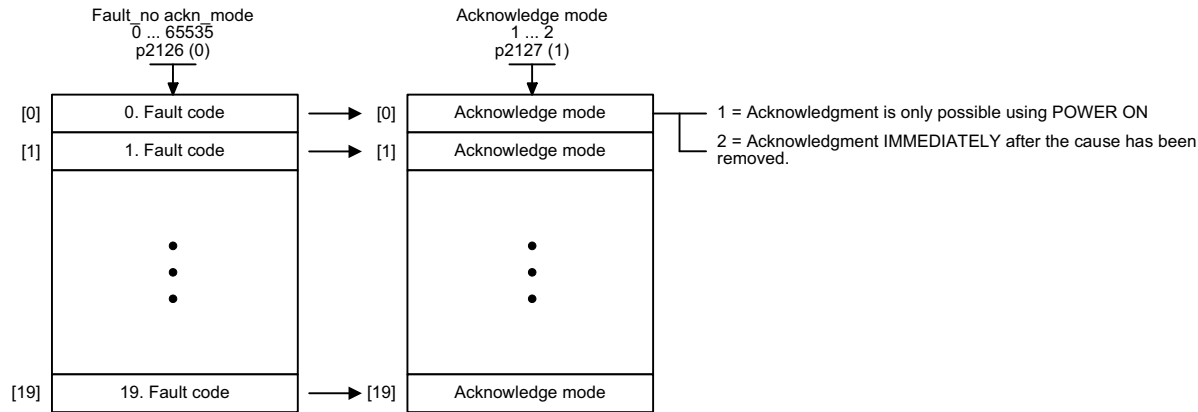 Fault_no ackn_mode
0 ... 65535
p2126 (0)
Acknowledge mode
1 ... 2
p2127 (1)
[0] 0. Fault code [0] Acknowledge mode
1 = Acknowledgment is only possible using POWER ON
[1] 1. Fault code [1] Acknowledge mode
2 = Acknowledgment IMMEDIATELY after the cause has been
removed.
[19] 19. Fault code [19] Acknowledge mode